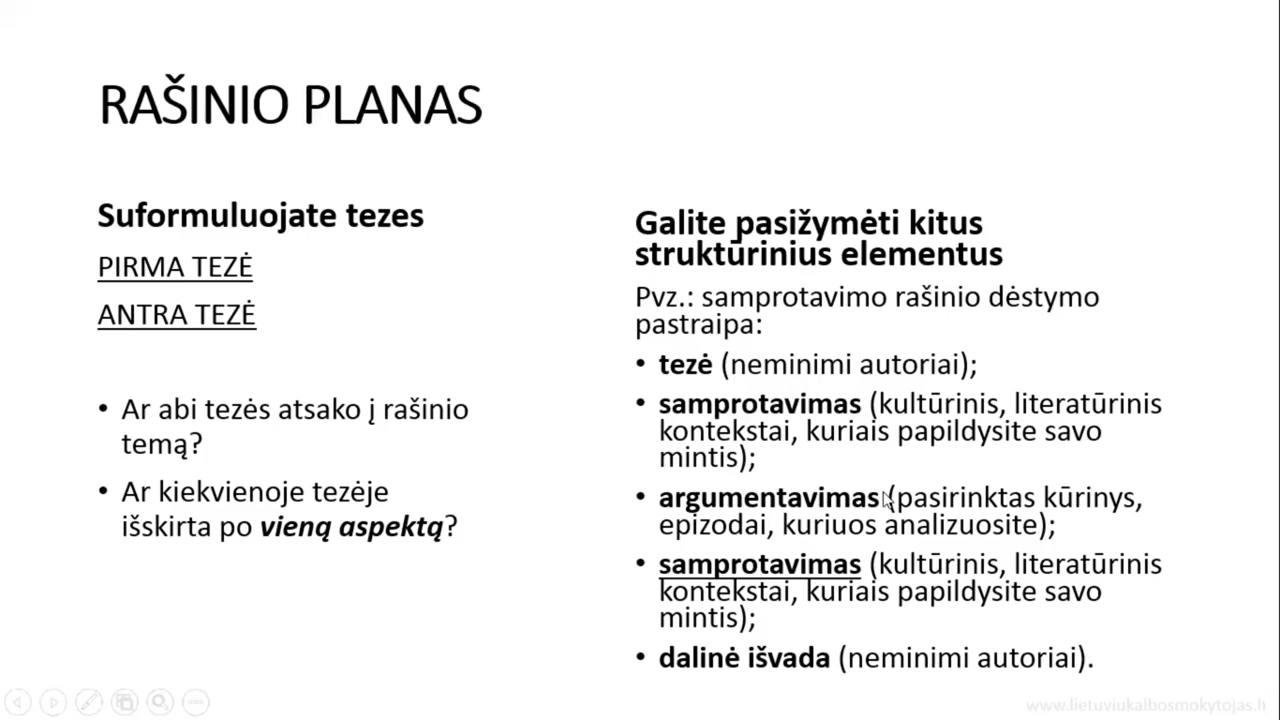 RAŠINIO PLANAS
Suformuluojate tezes
PIRMA TEZĖ
ANTRA TEZĖ
• Ar abi tezės atsako į rašinio
temą?
• Ar kiekvienoje tezėje
išskirta po vieną aspektą?
Galite pasižymėti kitus
struktūrinius elementus
Pvz.: samprotavimo rašinio dėstymo
pastraipa:
• tezė (neminimi autoriai);
• samprotavimas (kultūrinis, literatūrinis
kontekstai, kuriais papildysite savo
mintis);
• argumentavimas (pasirinktas kūrinys,
epizodai, kuriuos analizuosite);
• samprotavimas (kultūrinis, literatūrinis
kontekstai, kuriais papildysite savo
mintis);
• dalinė išvada (neminimi autoriai).
www.lietuviukalbosmokytojas.lt